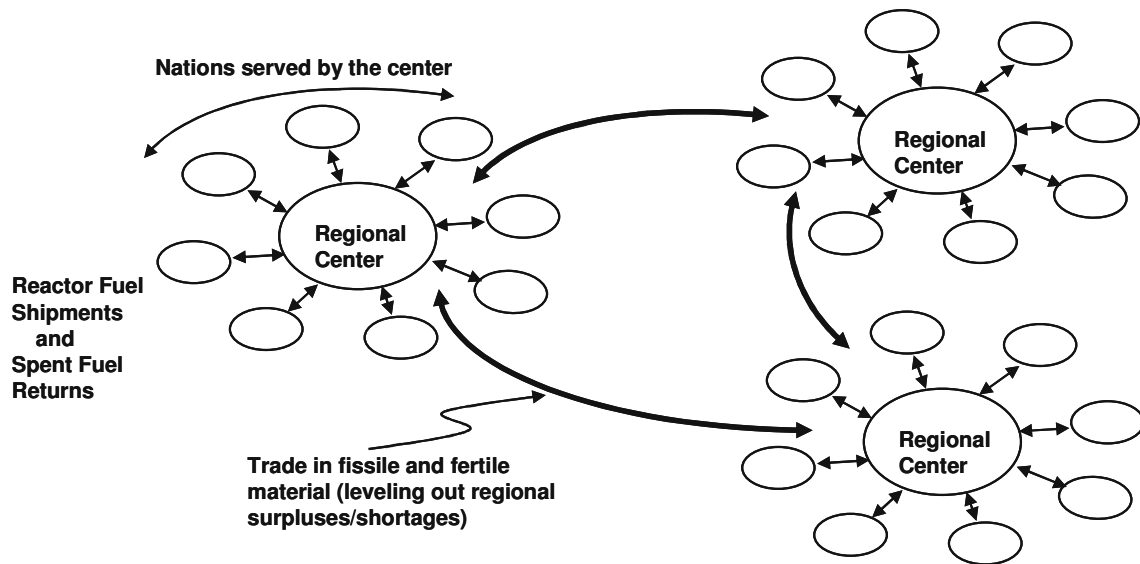 Nations served by the center
Regional
Center
Regional
Center
Reactor Fuel
Shipments
and
Spent Fuel
Returns
Regional
Center
Trade in fissile and fertile
material (leveling out regional
surpluses/shortages)